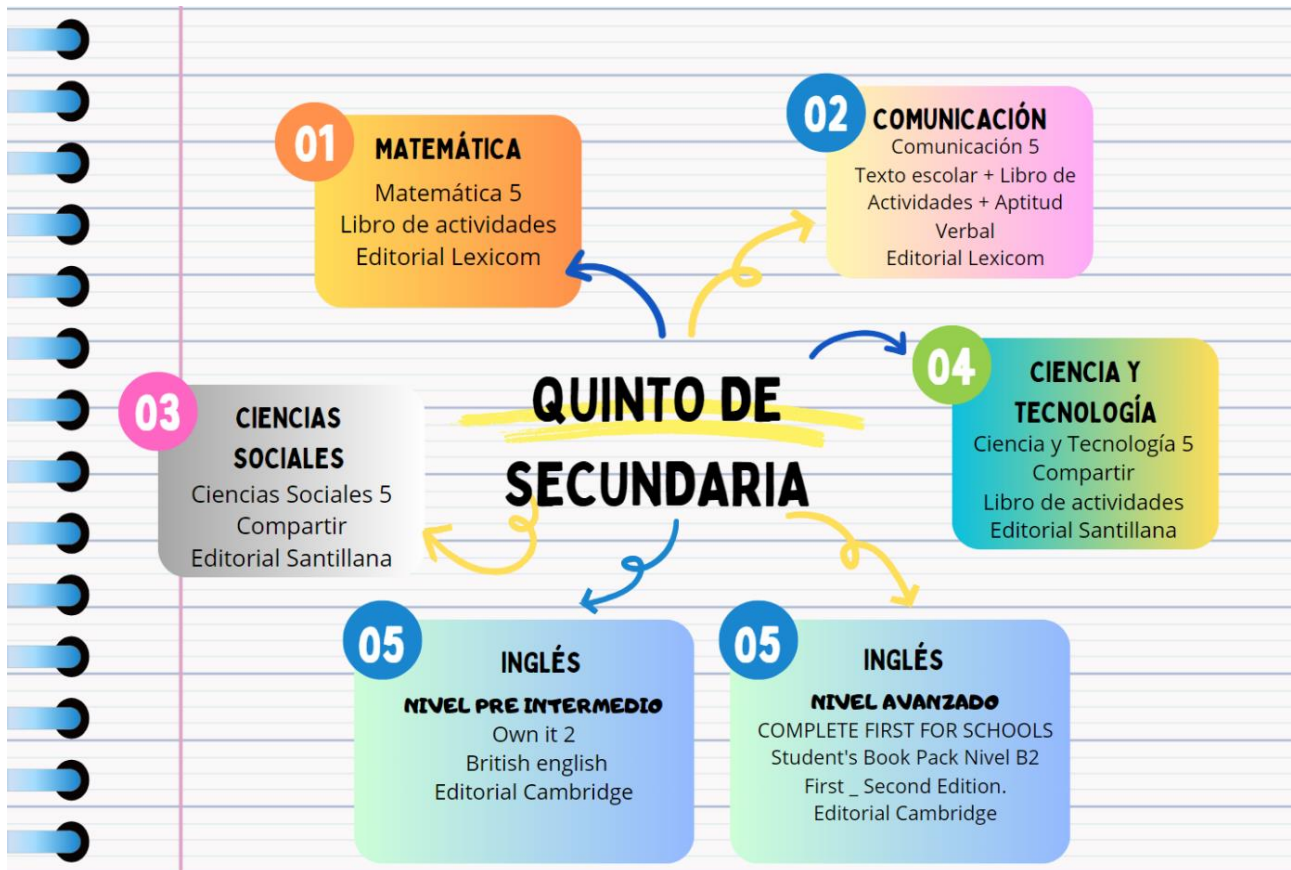 01
MATEMÁTICA
Matemática 5
Libro de actividades
Editorial Lexicom
02
COMUNICACIÓN
Comunicación 5
Texto escolar + Libro de
Actividades + Aptitud
Verbal
Editorial Lexicom
QUINTO DE
SECUNDARIA
03
CIENCIAS
SOCIALES
Ciencias Sociales 5
Compartir
Editorial Santillana
04
CIENCIA Y
TECNOLOGÍA
Ciencia y Tecnología 5
Compartir
Libro de actividades
Editorial Santillana
05
INGLÉS
NIVEL PRE INTERMEDIO
Own it 2
British english
Editorial Cambridge
05
INGLÉS
NIVEL AVANZADO
COMPLETE FIRST FOR SCHOOLS
Student's Book Pack Nivel B2
First _ Second Edition.
Editorial Cambridge